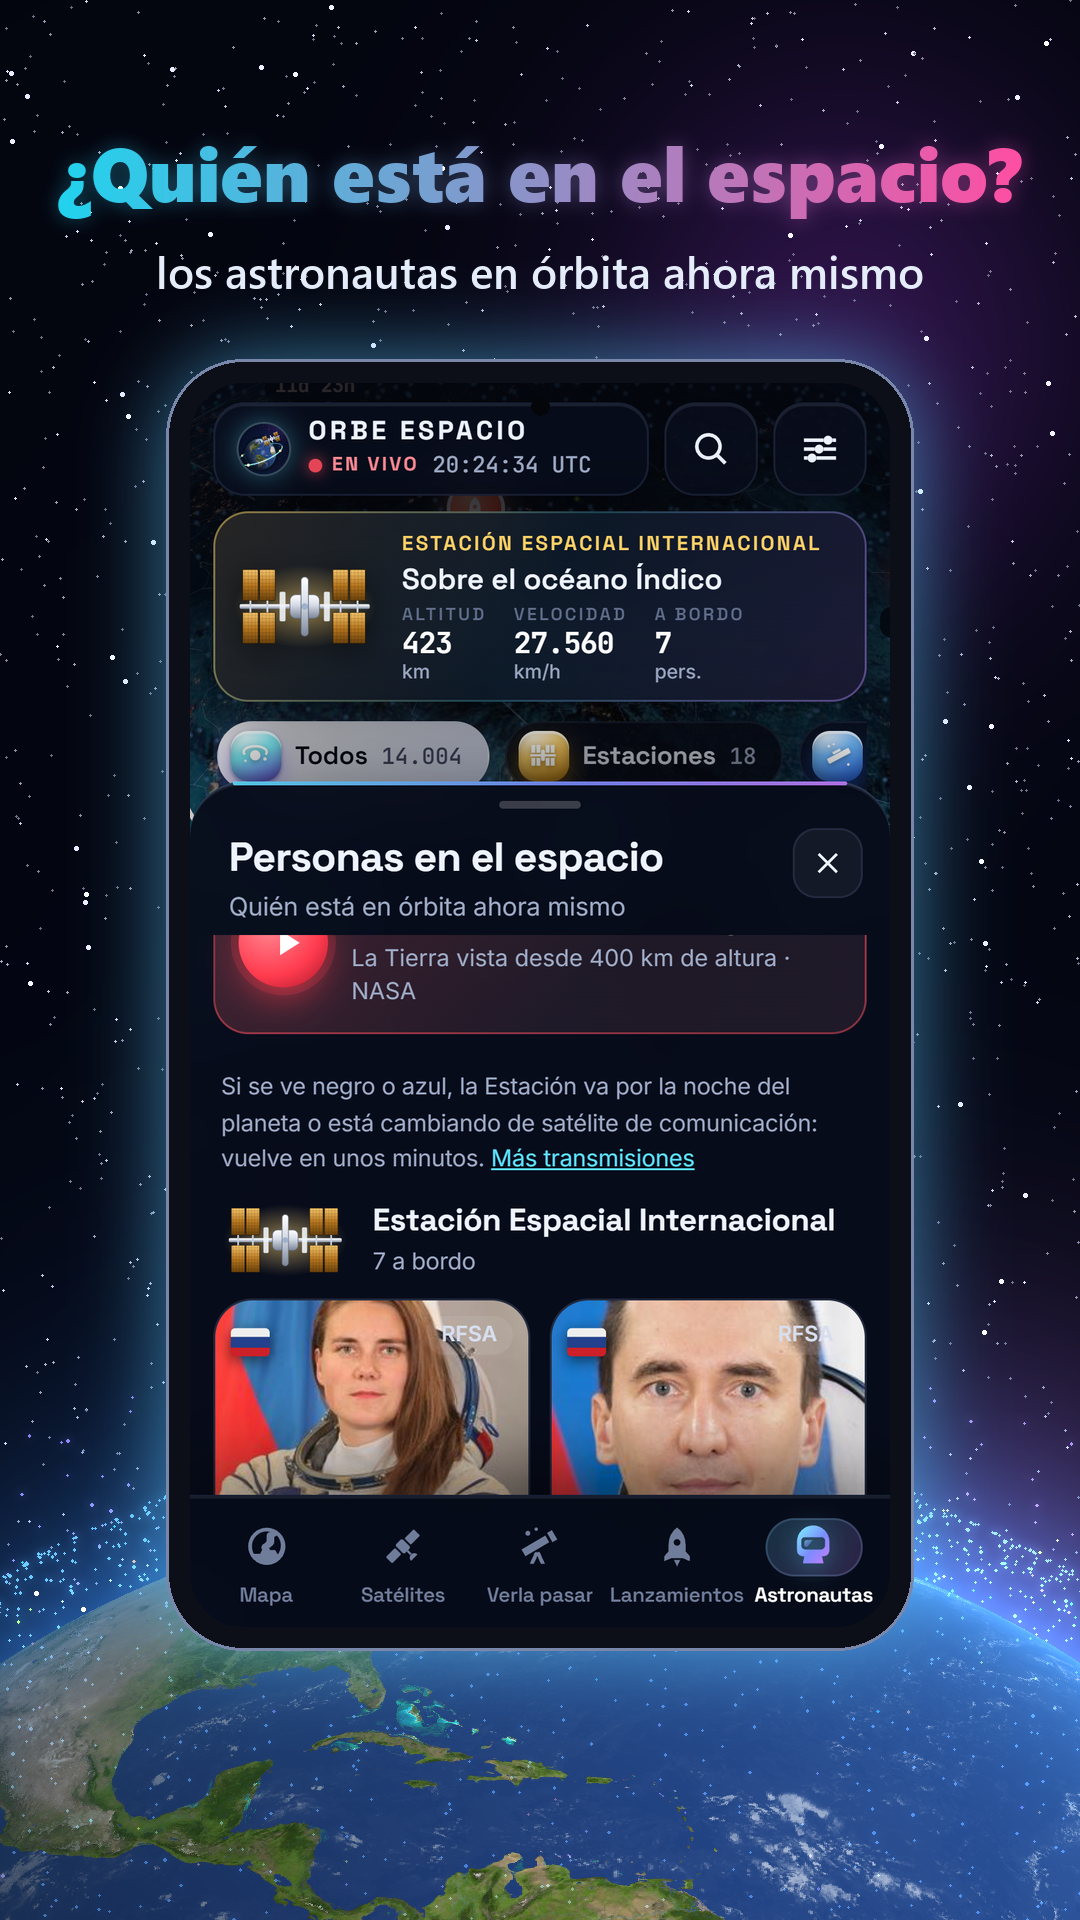 ¿Quién está en el espacio?
los astronautas en órbita ahora mismo
11d 23h
ORBE ESPACIO
EN VIVO 20:24:34 UTC
ESTACIÓN ESPACIAL INTERNACIONAL
Sobre el océano Índico
ALTITUD VELOCIDAD A BORDO
423 27.560 7
km km/h pers.
Todos 14.004 Estaciones 18
Personas en el espacio
Quién está en órbita ahora mismo
La Tierra vista desde 400 km de altura ·
NASA
Si se ve negro o azul, la Estación va por la noche del
planeta o está cambiando de satélite de comunicación:
vuelve en unos minutos. Más transmisiones
Estación Espacial Internacional
7 a bordo
RFSA RFSA
Mapa Satélites Verla pasar Lanzamientos Astronautas